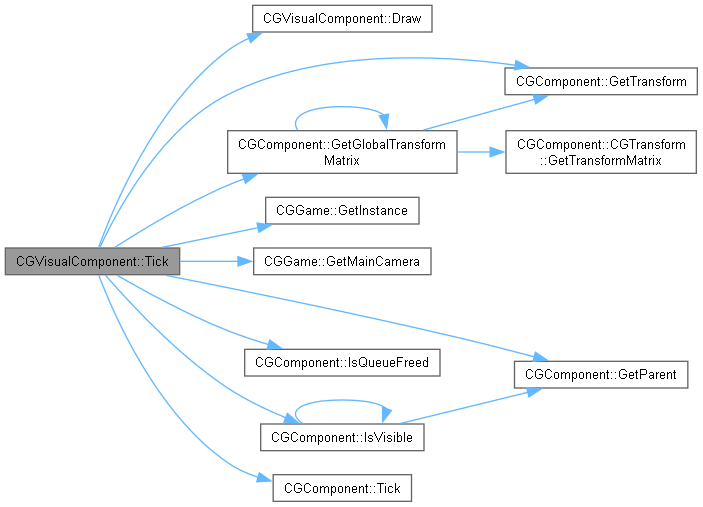 CGVisualComponent::Draw
CGComponent::GetTransform
CGComponent::GetGlobalTransform
Matrix
CGComponent::CGTransform
::GetTransformMatrix
CGGame::GetInstance
CGVisualComponent::Tick
CGGame::GetMainCamera
CGComponent::IsQueueFreed
CGComponent::GetParent
CGComponent::IsVisible
CGComponent::Tick